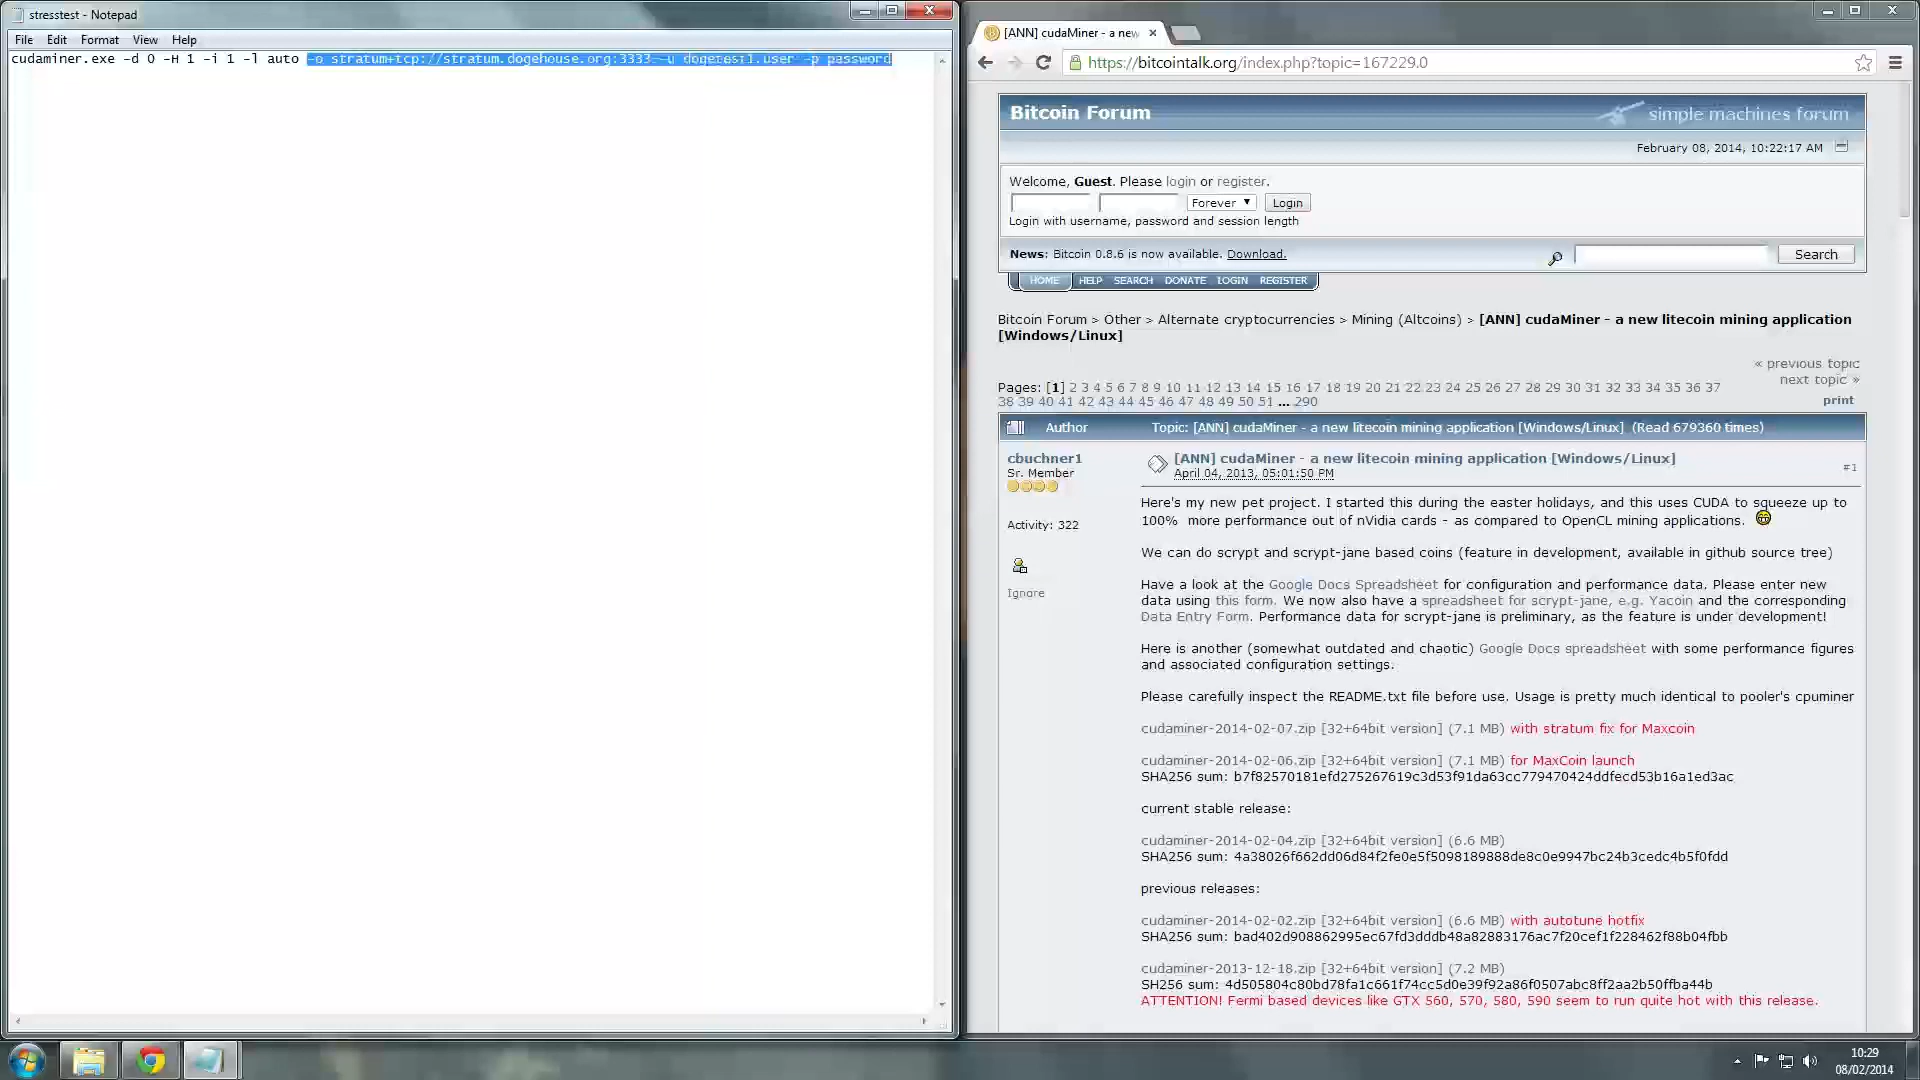 stresstest - Notepad
File Edit Format View Help
cudaminer.exe -d 0 -H 1 -i 1 -l auto -o stratum+tcp://stratum.dogehouse.org:3333 -u dogetest1.user -p password
[ANN] cudaMiner - a new
https://bitcointalk.org/index.php?topic=167229.0
Bitcoin Forum
simple machines forum
February 08, 2014, 10:22:17 AM
Welcome, Guest. Please login or register.
Forever Login
Login with username, password and session length
News: Bitcoin 0.8.6 is now available. Download.
Search
HOME HELP SEARCH DONATE LOGIN REGISTER
Bitcoin Forum > Other > Alternate cryptocurrencies > Mining (Altcoins) > [ANN] cudaMiner - a new litecoin mining application
[Windows/Linux]
« previous topic
next topic »
Pages: [1] 2 3 4 5 6 7 8 9 10 11 12 13 14 15 16 17 18 19 20 21 22 23 24 25 26 27 28 29 30 31 32 33 34 35 36 37
38 39 40 41 42 43 44 45 46 47 48 49 50 51 ... 290
print
Author Topic: [ANN] cudaMiner - a new litecoin mining application [Windows/Linux] (Read 679360 times)
cbuchner1
Sr. Member
Activity: 322
Ignore
[ANN] cudaMiner - a new litecoin mining application [Windows/Linux]
April 04, 2013, 05:01:50 PM
#1
Here's my new pet project. I started this during the easter holidays, and this uses CUDA to squeeze up to
100% more performance out of nVidia cards - as compared to OpenCL mining applications.
We can do scrypt and scrypt-jane based coins (feature in development, available in github source tree)
Have a look at the Google Docs Spreadsheet for configuration and performance data. Please enter new
data using this form. We now also have a spreadsheet for scrypt-jane, e.g. Yacoin and the corresponding
Data Entry Form. Performance data for scrypt-jane is preliminary, as the feature is under development!
Here is another (somewhat outdated and chaotic) Google Docs spreadsheet with some performance figures
and associated configuration settings.
Please carefully inspect the README.txt file before use. Usage is pretty much identical to pooler's cpuminer
cudaminer-2014-02-07.zip [32+64bit version] (7.1 MB) with stratum fix for Maxcoin
cudaminer-2014-02-06.zip [32+64bit version] (7.1 MB) for MaxCoin launch
SHA256 sum: b7f82570181efd275267619c3d53f91da63cc779470424ddfecd53b16a1ed3ac
current stable release:
cudaminer-2014-02-04.zip [32+64bit version] (6.6 MB)
SHA256 sum: 4a38026f662dd06d84f2fe0e5f5098189888de8c0e9947bc24b3cedc4b5f0fdd
previous releases:
cudaminer-2014-02-02.zip [32+64bit version] (6.6 MB) with autotune hotfix
SHA256 sum: bad402d908862995ec67fd3dddb48a82883176ac7f20cef1f228462f88b04fbb
cudaminer-2013-12-18.zip [32+64bit version] (7.2 MB)
SH256 sum: 4d505804c80bd78fa1c661f74cc5d0e39f92a86f0507abc8ff2aa2b50ffba44b
ATTENTION! Fermi based devices like GTX 560, 570, 580, 590 seem to run quite hot with this release.
10:29
08/02/2014